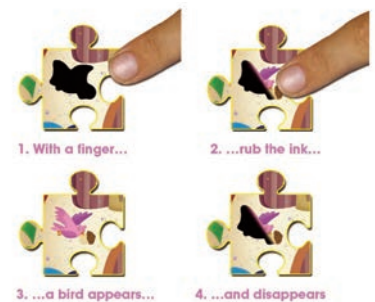 1. With a finger...
2. ...rub the ink...
3. ...a bird appears...
4. ...and disappears